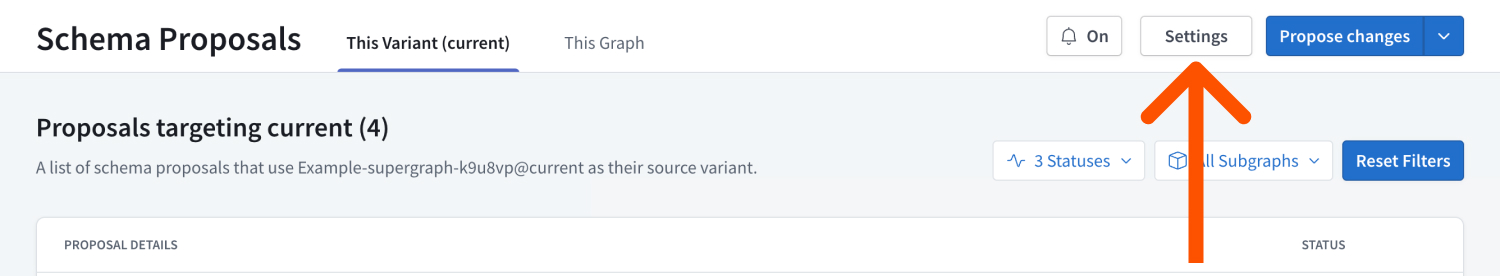 Schema Proposals This Variant (current) This Graph On Settings Propose changes
Proposals targeting current (4)
A list of schema proposals that use Example-supergraph-k9u8vp@current as their source variant.
3 Statuses All Subgraphs Reset Filters
PROPOSAL DETAILS STATUS